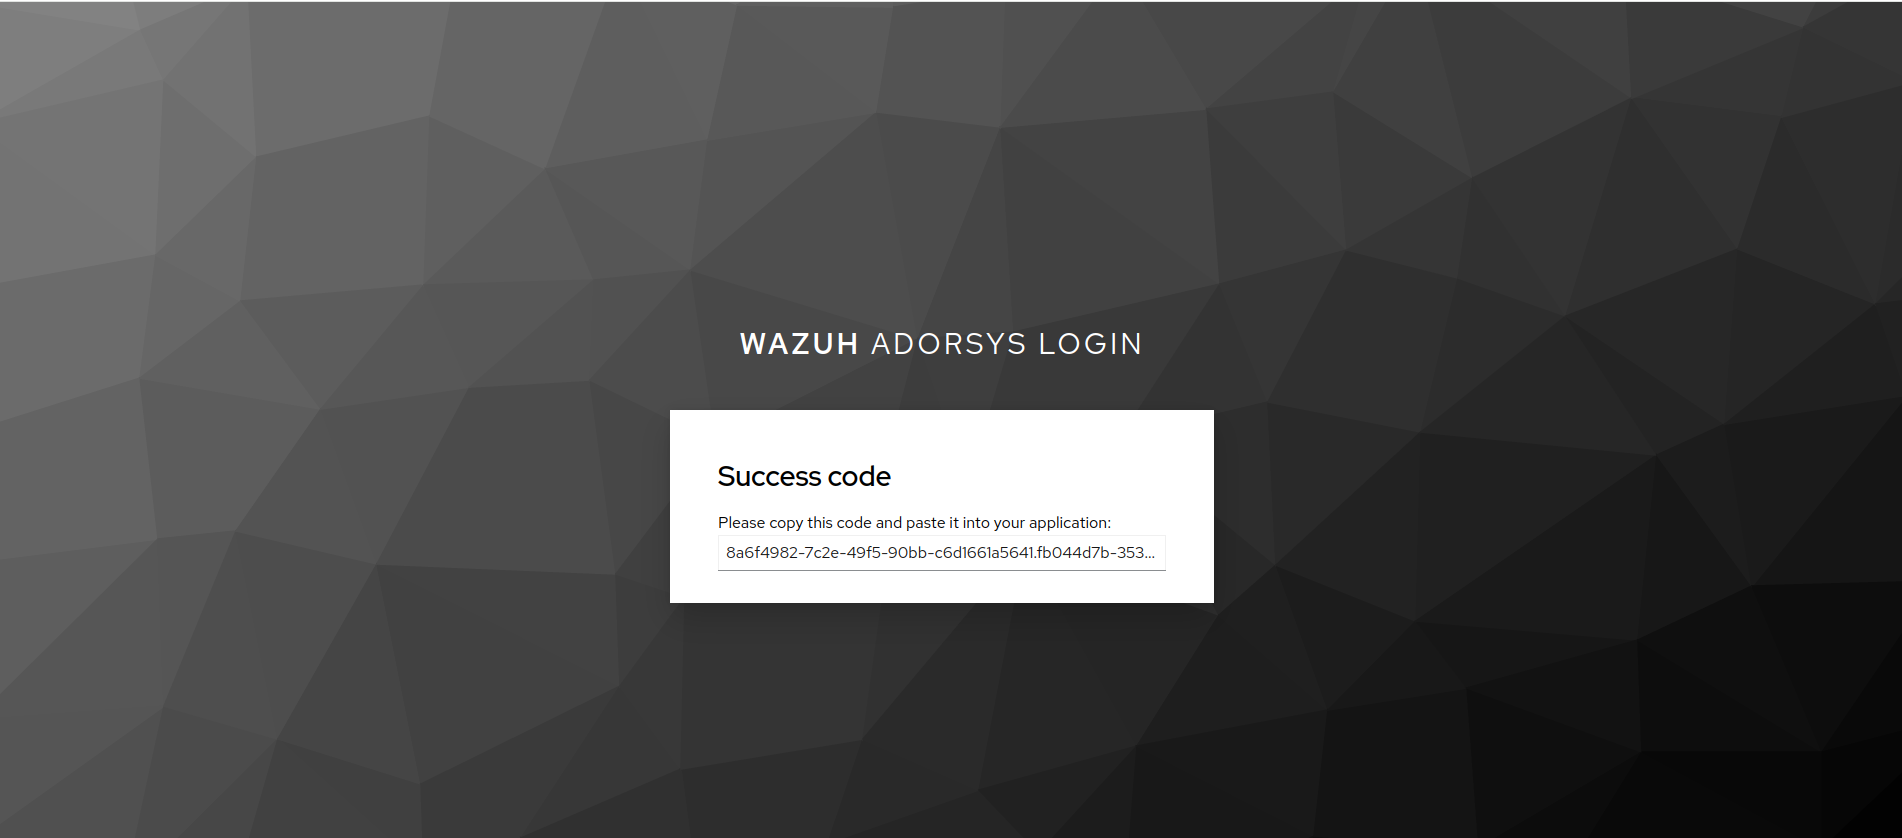 WAZUH ADORSYS LOGIN
Success code
Please copy this code and paste it into your application:
8a6f4982-7c2e-49f5-90bb-c6d1661a5641.fb044d7b-353...